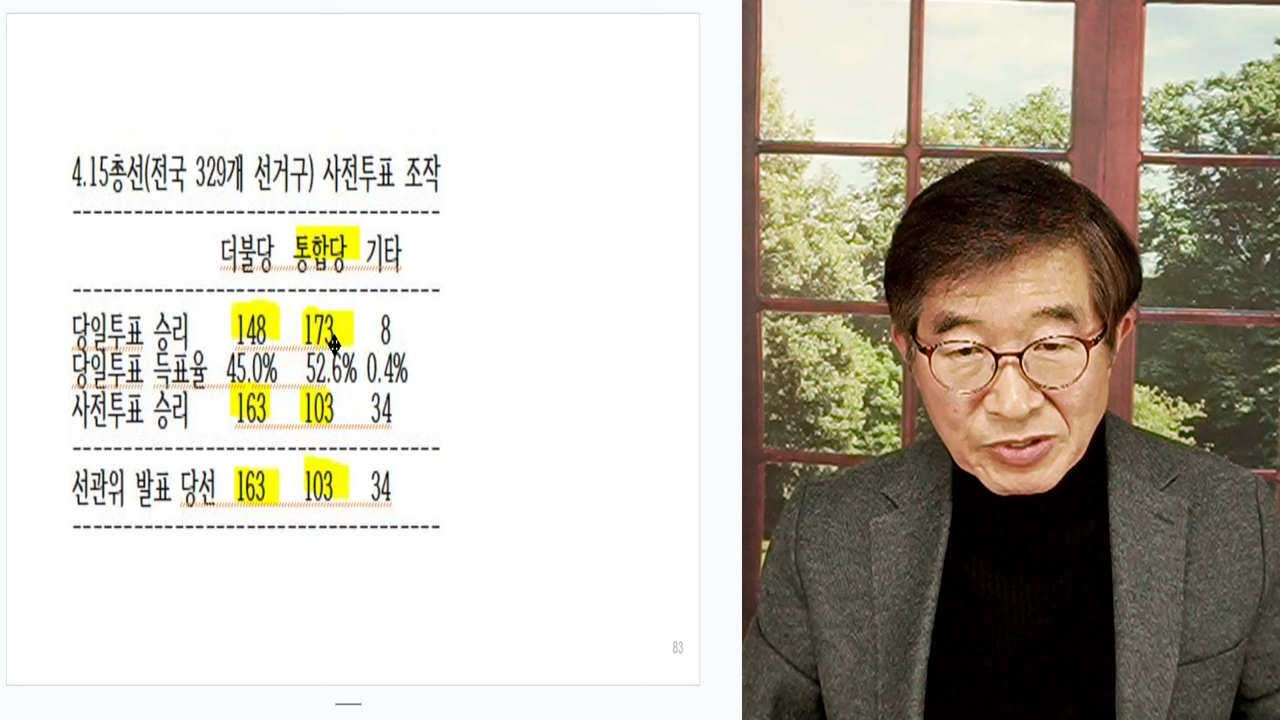 4.15총선(전국 329개 선거구) 사전투표 조작
더불당 통합당 기타
당일투표 승리 148 173 8
당일투표 득표율 45.0% 52.6% 0.4%
사전투표 승리 163 103 34
선관위 발표 당선 163 103 34
83